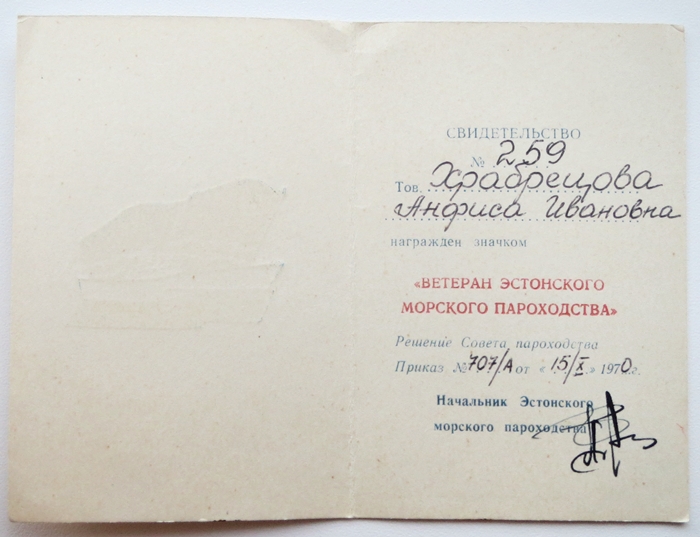 СВИДЕТЕЛЬСТВО
№ 259
Тов. Храбрецова
Анфиса Ивановна
награжден значком
«ВЕТЕРАН ЭСТОНСКОГО
МОРСКОГО ПАРОХОДСТВА»
Решение Совета пароходства
Приказ № 707/А от «15/X» 1970г.
Начальник Эстонского
морского пароходства